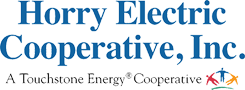 Horry Electric
Cooperative, Inc.
A Touchstone Energy® Cooperative